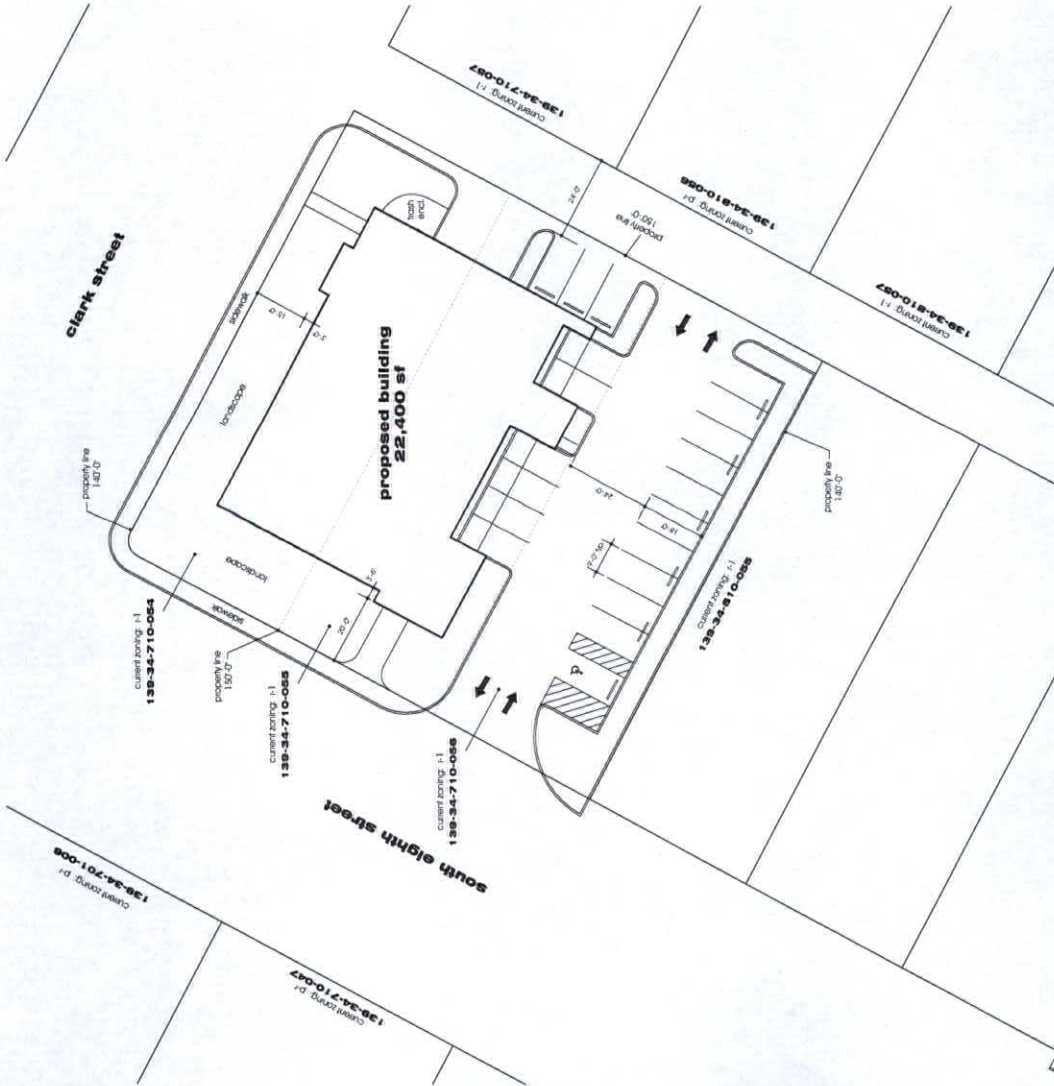 clark street
139-34-710-057
current zoning: r-1
139-34-810-056
current zoning: p-r
139-34-810-057
current zoning: r-1
property line
150'-0"
24'-0"
trash
encl.
sidewalk
15'-0"
landscape
property line
140'-0"
proposed building
22,400 sf
landscape
sidewalk
current zoning: r-1
139-34-710-054
property line
150'-0"
20'-0"
current zoning: r-1
139-34-710-055
current zoning: r-1
139-34-710-056
24'-0"
18'-0"
9'-0" typ.
property line
140'-0"
current zoning: r-1
139-34-810-055
south eighth street
139-34-701-006
current zoning: p-r
139-34-710-047
current zoning: p-r